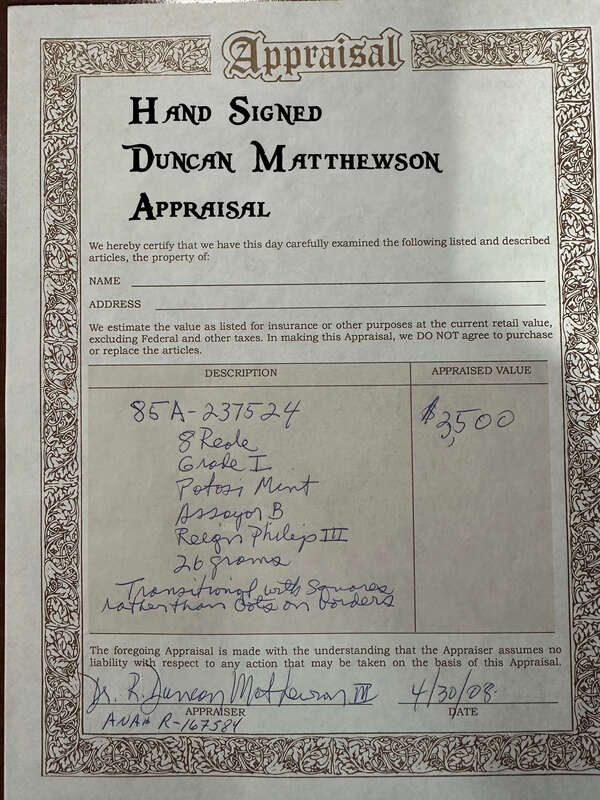 Appraisal
Hand Signed
Duncan Matthewson
Appraisal
We hereby certify that we have this day carefully examined the following listed and described
articles, the property of:
NAME
ADDRESS
We estimate the value as listed for insurance or other purposes at the current retail value,
excluding Federal and other taxes. In making this Appraisal, we DO NOT agree to purchase
or replace the articles.
DESCRIPTION APPRAISED VALUE
85A-237524 $3,500
8 Reale
Grade I
Potosi Mint
Assayor B
Reign Philip III
26 grams
Transitional with Squares
rather than dots on borders
The foregoing Appraisal is made with the understanding that the Appraiser assumes no
liability with respect to any action that may be taken on the basis of this Appraisal.
Dr. R. Duncan Mathewson III 4/30/08
APPRAISER DATE
ANA# R-167584